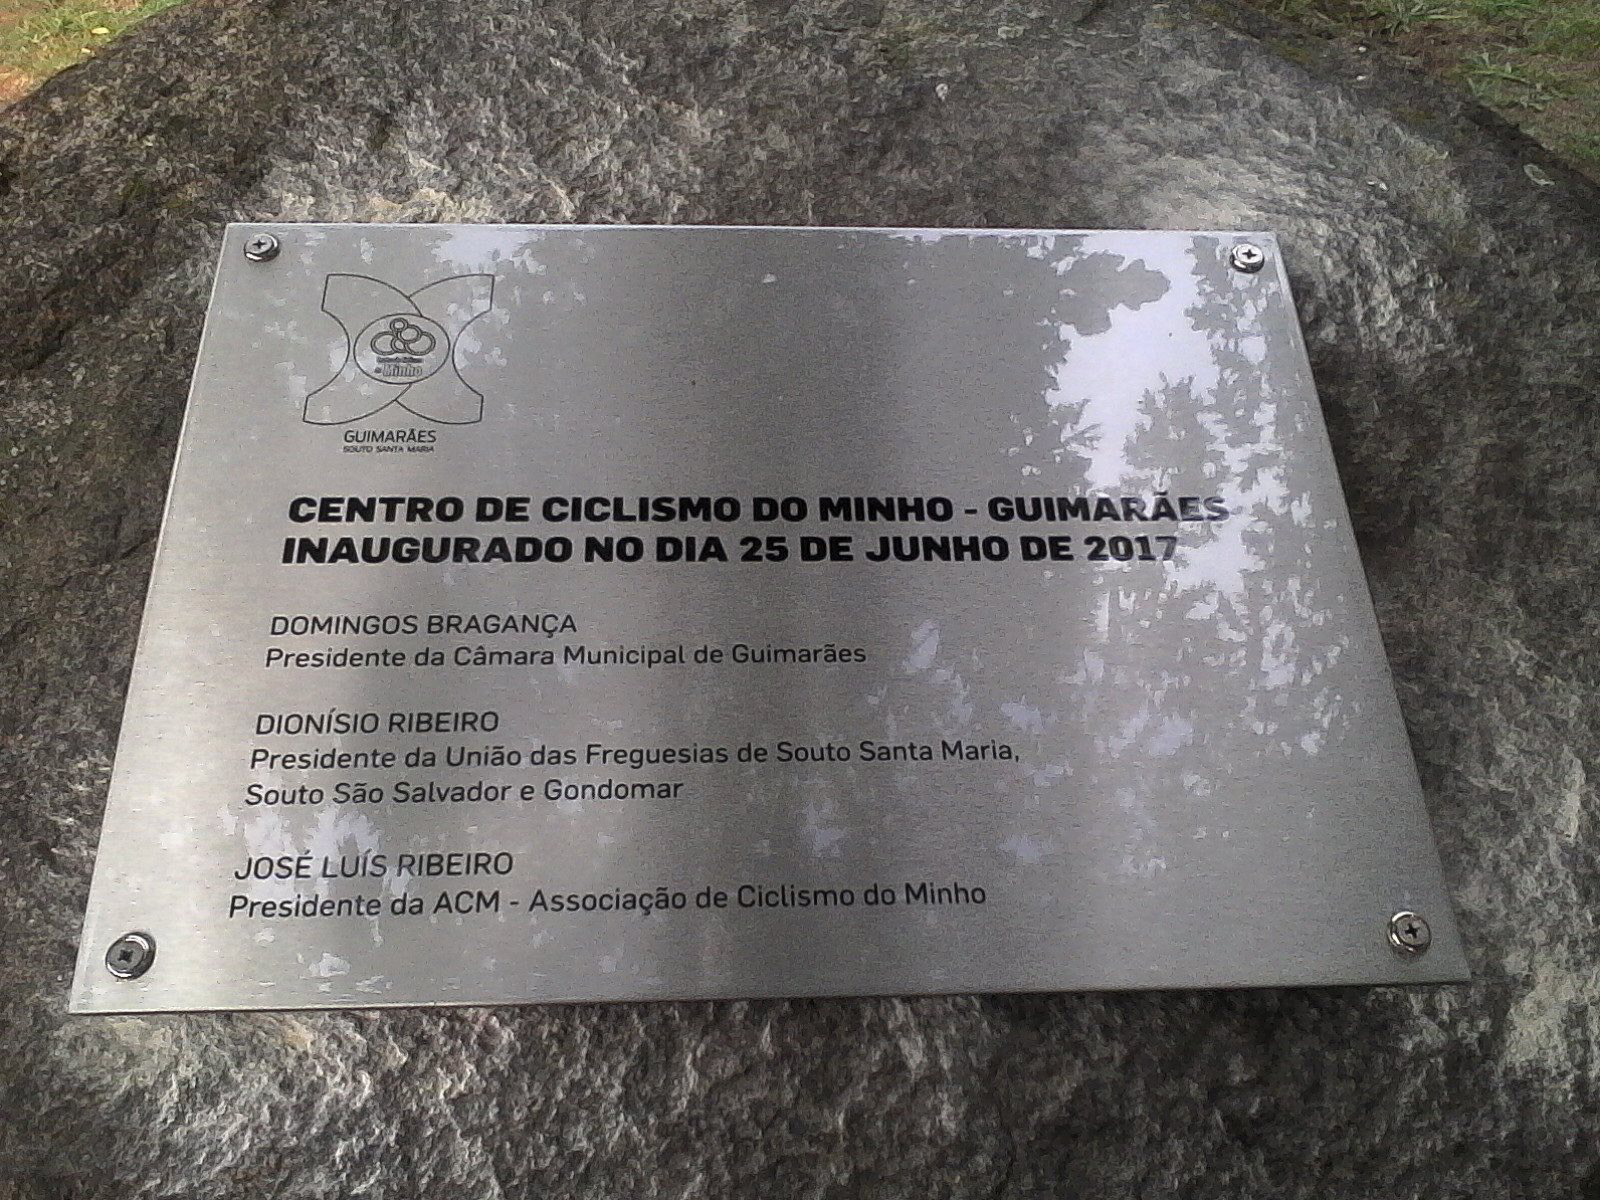 Minho
GUIMARÃES
SOUTO SANTA MARIA
CENTRO DE CICLISMO DO MINHO - GUIMARÃES
INAUGURADO NO DIA 25 DE JUNHO DE 2017
DOMINGOS BRAGANÇA
Presidente da Câmara Municipal de Guimarães
DIONÍSIO RIBEIRO
Presidente da União das Freguesias de Souto Santa Maria,
Souto São Salvador e Gondomar
JOSÉ LUÍS RIBEIRO
Presidente da ACM - Associação de Ciclismo do Minho